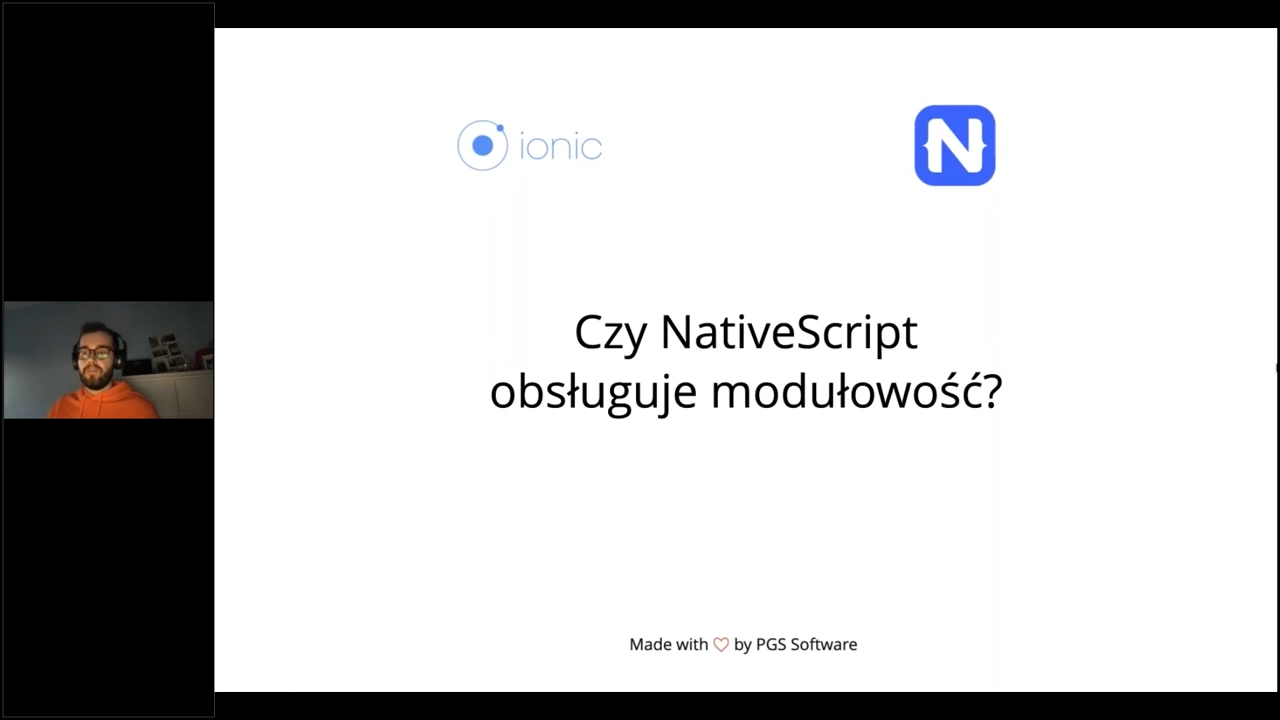 ionic
N
Czy NativeScript
obsługuje modułowość?
Made with ♡ by PGS Software